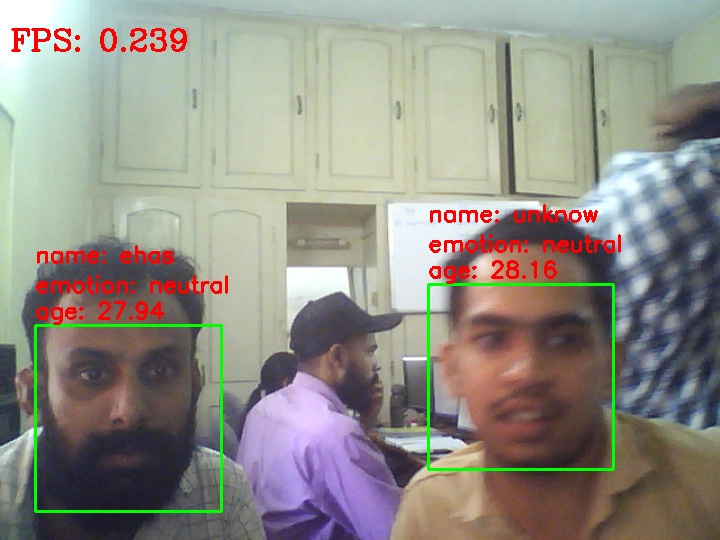 FPS: 0.239
name: ehas
emotion: neutral
age: 27.94
name: unknow
emotion: neutral
age: 28.16